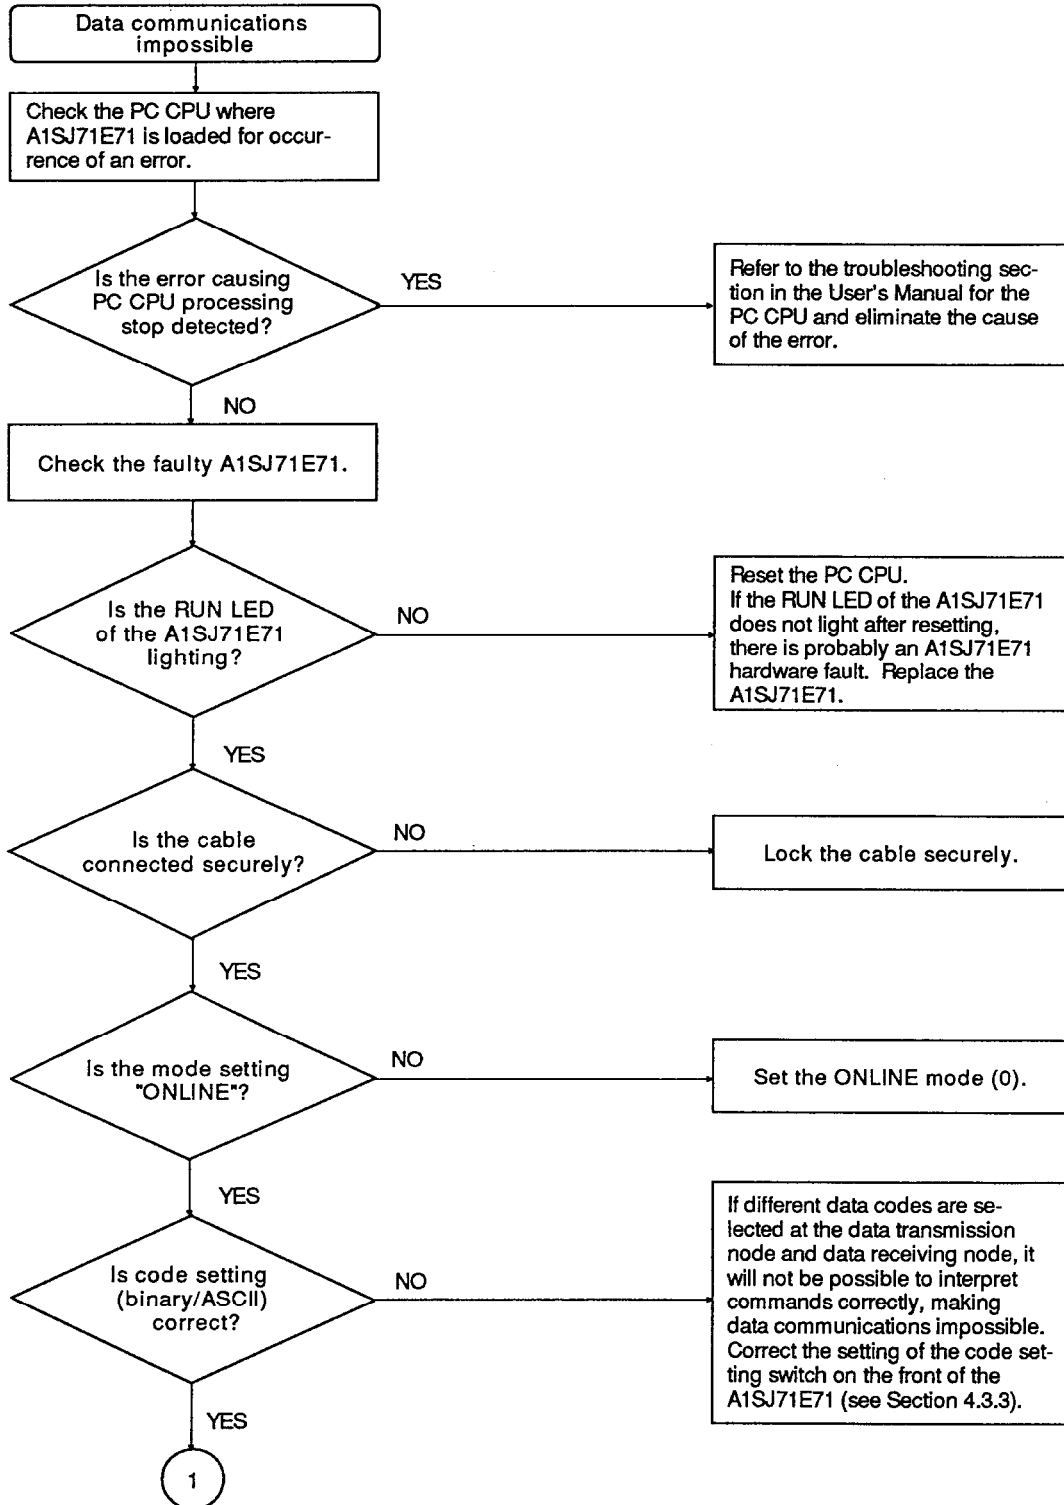 Data communications
impossible
Check the PC CPU where
A1SJ71E71 is loaded for occur-
rence of an error.
Is the error causing
PC CPU processing
stop detected?
YES
Refer to the troubleshooting sec-
tion in the User's Manual for the
PC CPU and eliminate the cause
of the error.
NO
Check the faulty A1SJ71E71.
Is the RUN LED
of the A1SJ71E71
lighting?
NO
Reset the PC CPU.
If the RUN LED of the A1SJ71E71
does not light after resetting,
there is probably an A1SJ71E71
hardware fault. Replace the
A1SJ71E71.
YES
Is the cable
connected securely?
NO
Lock the cable securely.
YES
Is the mode setting
"ONLINE"?
NO
Set the ONLINE mode (0).
YES
Is code setting
(binary/ASCII)
correct?
NO
If different data codes are se-
lected at the data transmission
node and data receiving node, it
will not be possible to interpret
commands correctly, making
data communications impossible.
Correct the setting of the code set-
ting switch on the front of the
A1SJ71E71 (see Section 4.3.3).
YES
1